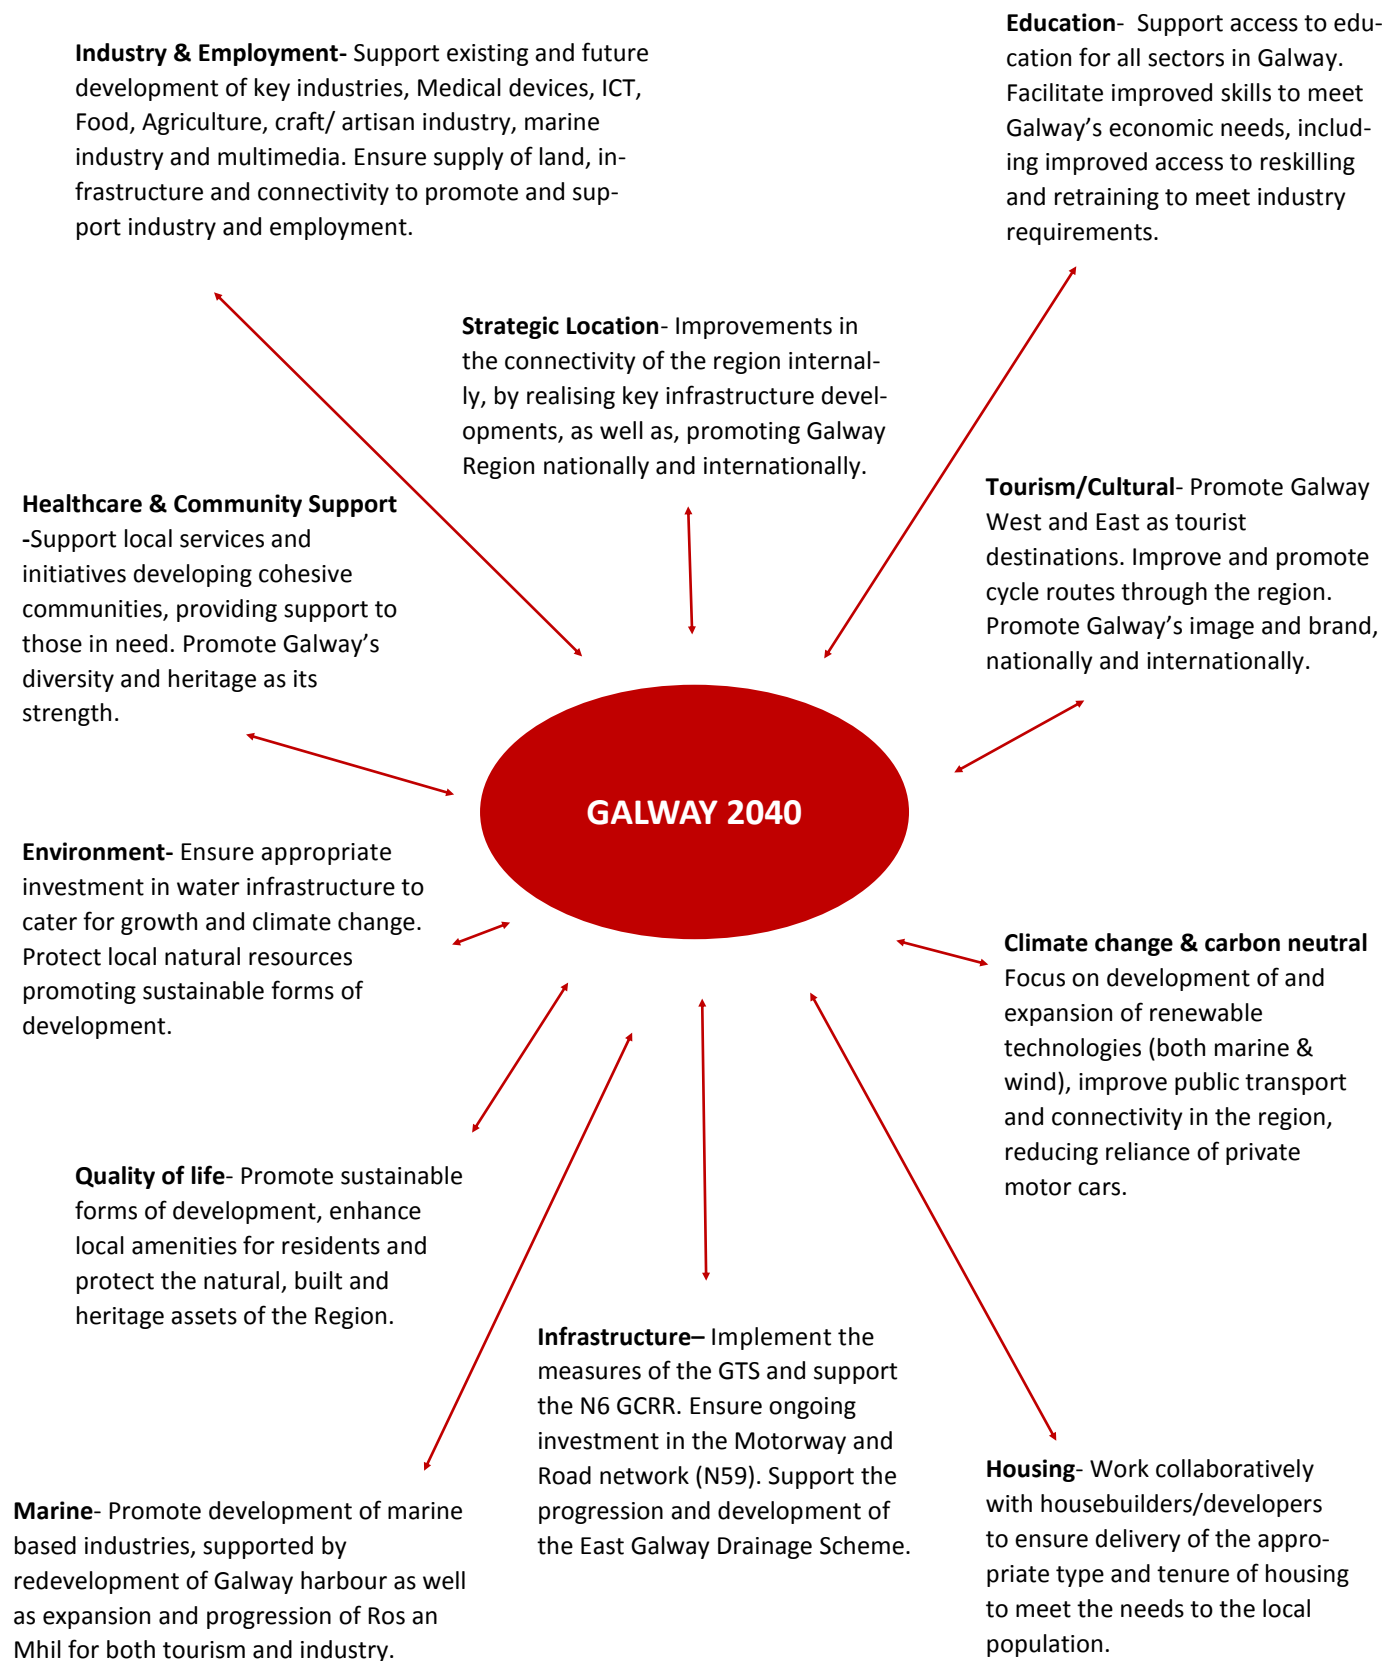 Industry & Employment- Support existing and future
development of key industries, Medical devices, ICT,
Food, Agriculture, craft/ artisan industry, marine
industry and multimedia. Ensure supply of land, in-
frastructure and connectivity to promote and sup-
port industry and employment.
Education-  Support access to edu-
cation for all sectors in Galway.
Facilitate improved skills to meet
Galway’s economic needs, includ-
ing improved access to reskilling
and retraining to meet industry
requirements.
Strategic Location- Improvements in
the connectivity of the region internal-
ly, by realising key infrastructure devel-
opments, as well as, promoting Galway
Region nationally and internationally.
Healthcare & Community Support
-Support local services and
initiatives developing cohesive
communities, providing support to
those in need. Promote Galway’s
diversity and heritage as its
strength.
Tourism/Cultural- Promote Galway
West and East as tourist
destinations. Improve and promote
cycle routes through the region.
Promote Galway’s image and brand,
nationally and internationally.
GALWAY 2040
Environment- Ensure appropriate
investment in water infrastructure to
cater for growth and climate change.
Protect local natural resources
promoting sustainable forms of
development.
Climate change & carbon neutral
Focus on development of and
expansion of renewable
technologies (both marine &
wind), improve public transport
and connectivity in the region,
reducing reliance of private
motor cars.
Quality of life- Promote sustainable
forms of development, enhance
local amenities for residents and
protect the natural, built and
heritage assets of the Region.
Infrastructure– Implement the
measures of the GTS and support
the N6 GCRR. Ensure ongoing
investment in the Motorway and
Road network (N59). Support the
progression and development of
the East Galway Drainage Scheme.
Housing- Work collaboratively
with housebuilders/developers
to ensure delivery of the appro-
priate type and tenure of housing
to meet the needs to the local
population.
Marine- Promote development of marine
based industries, supported by
redevelopment of Galway harbour as well
as expansion and progression of Ros an
Mhil for both tourism and industry.